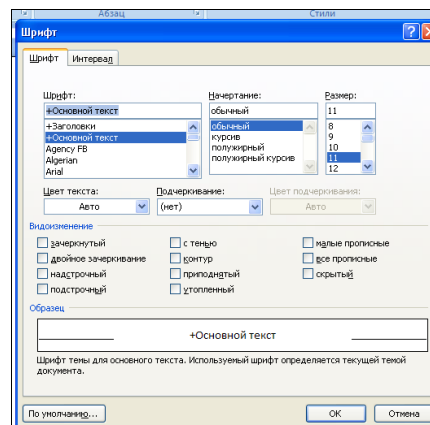 Абзац Стили
Шрифт
Шрифт Интервал
Шрифт: Начертание: Размер:
+Основной текст обычный 11
+Заголовки обычный 8
+Основной текст курсив 9
Agency FB полужирный 10
Algerian полужирный курсив 11
Arial 12
Цвет текста: Подчеркивание: Цвет подчеркивания:
Авто (нет) Авто
Видоизменение
зачеркнутый с тенью малые прописные
двойное зачеркивание контур все прописные
надстрочный приподнятый скрытый
подстрочный утопленный
Образец
+Основной текст
Шрифт темы для основного текста. Используемый шрифт определяется текущей темой
документа.
По умолчанию... ОК Отмена